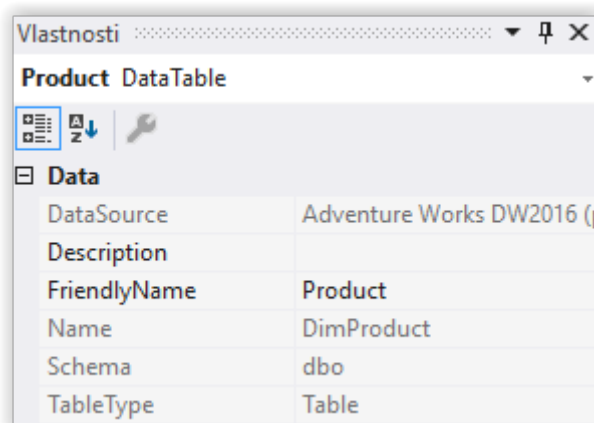 Vlastnosti
Product DataTable
Data
DataSource Adventure Works DW2016 (
Description
FriendlyName Product
Name DimProduct
Schema dbo
TableType Table